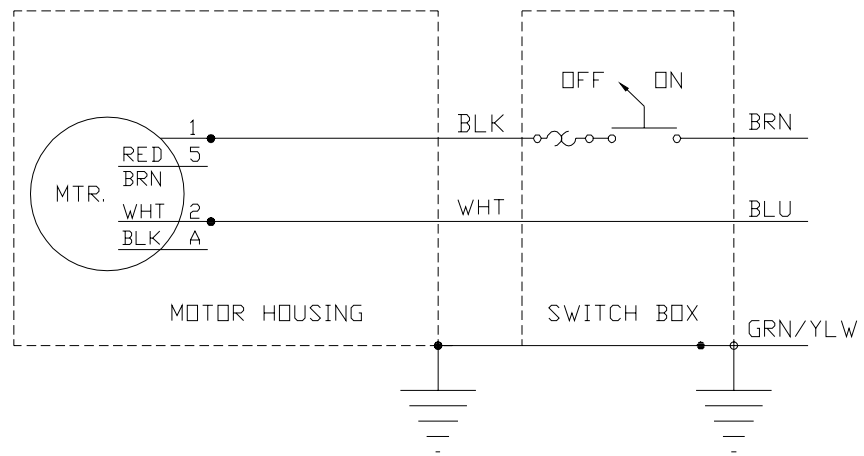 OFF ON
1 BLK BRN
RED 5
BRN
MTR.
WHT 2 WHT BLU
BLK A
MOTOR HOUSING SWITCH BOX
GRN/YLW